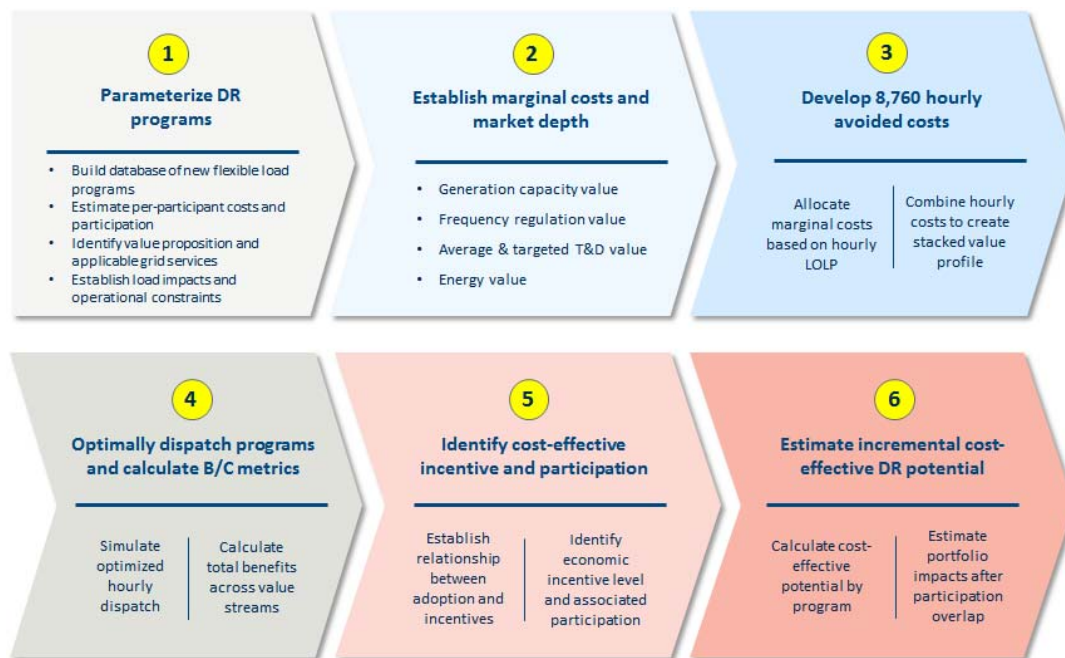 1
Parameterize DR
programs
• Build database of new flexible load
programs
• Estimate per-participant costs and
participation
• Identify value proposition and
applicable grid services
• Establish load impacts and
operational constraints
2
Establish marginal costs and
market depth
• Generation capacity value
• Frequency regulation value
• Average & targeted T&D value
• Energy value
3
Develop 8,760 hourly
avoided costs
Allocate
marginal costs
based on hourly
LOLP
Combine hourly
costs to create
stacked value
profile
4
Optimally dispatch programs
and calculate B/C metrics
Simulate
optimized
hourly
dispatch
Calculate
total benefits
across value
streams
5
Identify cost-effective
incentive and participation
Establish
relationship
between
adoption and
incentives
Identify
economic
incentive level
and associated
participation
6
Estimate incremental cost-
effective DR potential
Calculate cost-
effective
potential by
program
Estimate
portfolio
impacts after
participation
overlap